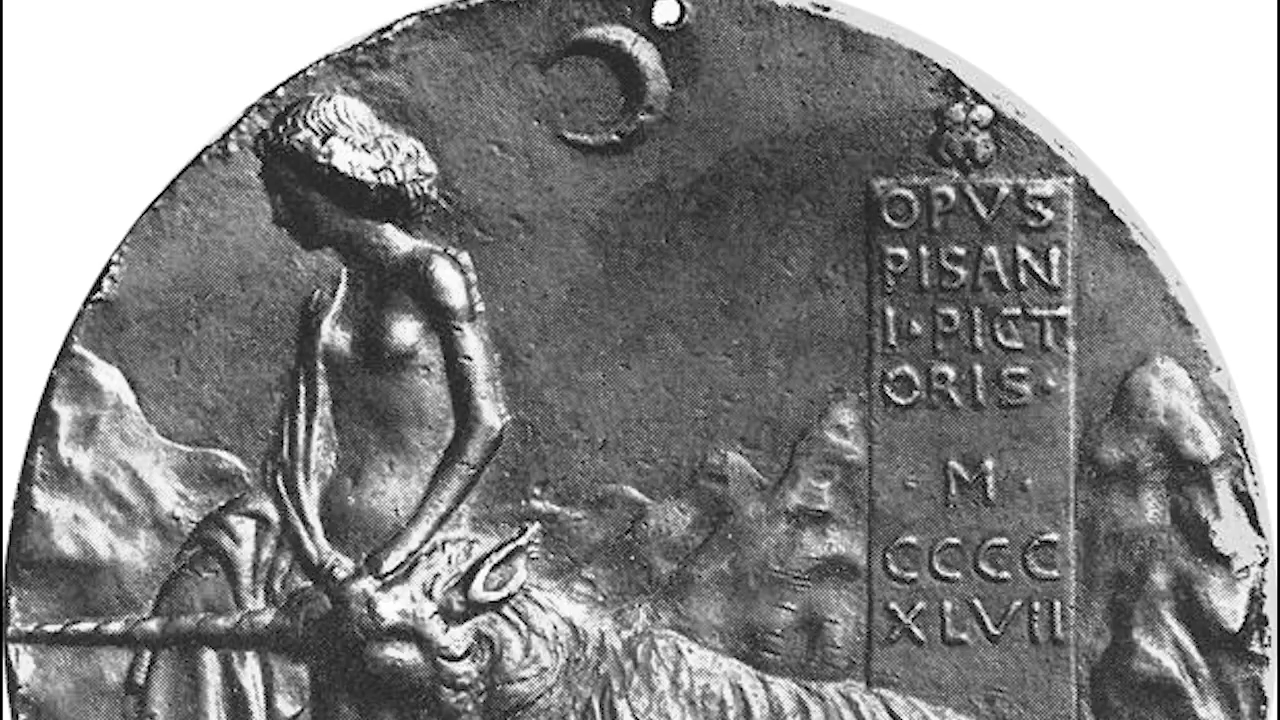 OPVS
PISAN
I·PICT
ORIS·
·M·
CCCC
XLVII